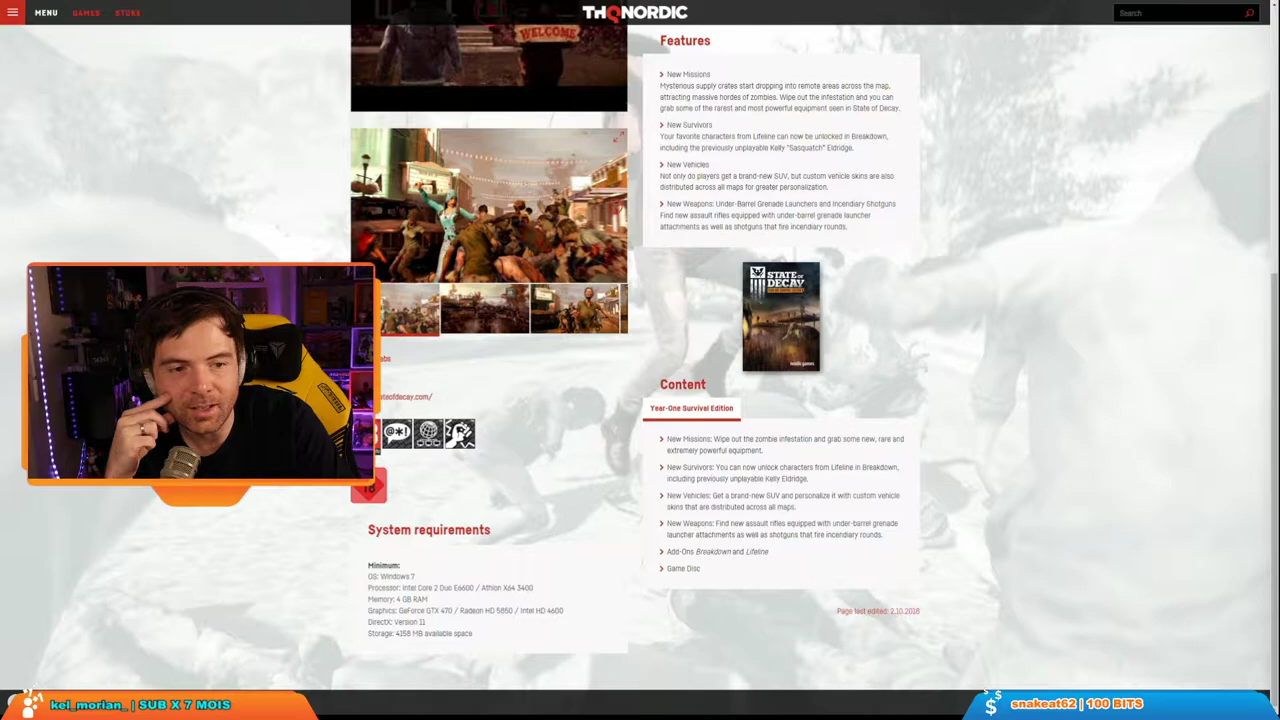 MENU GAMES STORE
THQNORDIC
Search
WELCOME
Features
New Missions
Mysterious supply crates start dropping into remote areas across the map,
attracting massive hordes of zombies. Wipe out the infestation and you can
grab some of the rarest and most powerful equipment seen in State of Decay.
New Survivors
Your favorite characters from Lifeline can now be unlocked in Breakdown,
including the previously unplayable Kelly "Sasquatch" Eldridge.
New Vehicles
Not only do players get a brand-new SUV, but custom vehicle skins are also
distributed across all maps for greater personalization.
New Weapons: Under-Barrel Grenade Launchers and Incendiary Shotguns
Find new assault rifles equipped with under-barrel grenade launcher
attachments as well as shotguns that fire incendiary rounds.
STATE OF
DECAY
Content
Year-One Survival Edition
New Missions: Wipe out the zombie infestation and grab some new, rare and
extremely powerful equipment.
New Survivors: You can now unlock characters from Lifeline in Breakdown,
including previously unplayable Kelly Eldridge.
New Vehicles: Get a brand-new SUV and personalize it with custom vehicle
skins that are distributed across all maps.
New Weapons: Find new assault rifles equipped with under-barrel grenade
launcher attachments as well as shotguns that fire incendiary rounds.
Add-Ons Breakdown and Lifeline
Game Disc
Page last edited: 2.10.2018
abs
ateofdecay.com/
@!*
18
System requirements
Minimum:
OS: Windows 7
Processor: Intel Core 2 Duo E6600 / Athlon X64 3400
Memory: 4 GB RAM
Graphics: GeForce GTX 470 / Radeon HD 5850 / Intel HD 4600
DirectX: Version 11
Storage: 4158 MB available space
kel_morian_ | SUB X 7 MOIS
snakeat62 | 100 BITS